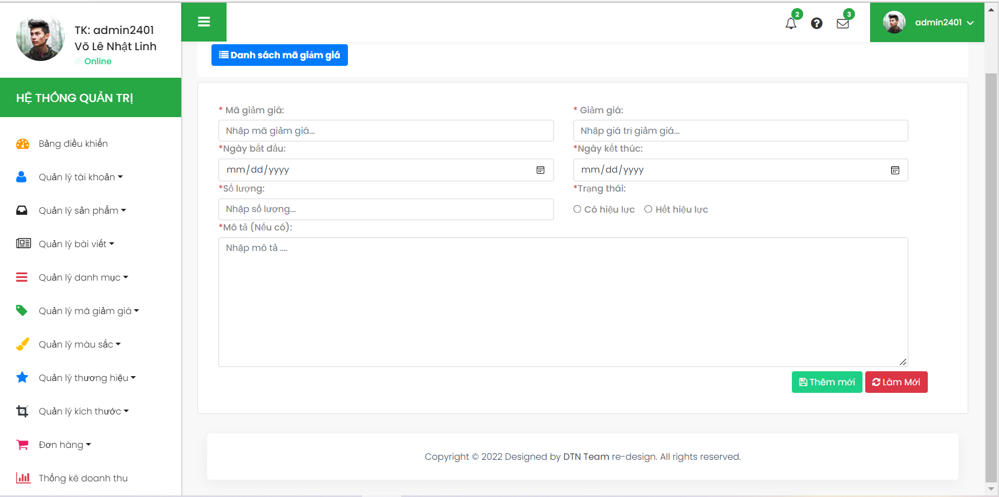 TK: admin2401
Võ Lê Nhật Linh
Online
HỆ THỐNG QUẢN TRỊ
Bảng điều khiển
Quản lý tài khoản
Quản lý sản phẩm
Quản lý bài viết
Quản lý danh mục
Quản lý mã giảm giá
Quản lý màu sắc
Quản lý thương hiệu
Quản lý kích thước
Đơn hàng
Thống kê doanh thu
2
3
admin2401
Danh sách mã giảm giá
* Mã giảm giá:
Nhập mã giảm giá...
* Giảm giá:
Nhập giá trị giảm giá...
*Ngày bắt đầu:
mm/dd/yyyy
*Ngày kết thúc:
mm/dd/yyyy
*Số lượng:
Nhập số lượng...
*Trạng thái:
Có hiệu lực Hết hiệu lực
*Mô tả (Nếu có):
Nhập mô tả ....
Thêm mới
Làm Mới
Copyright © 2022 Designed by DTN Team re-design. All rights reserved.